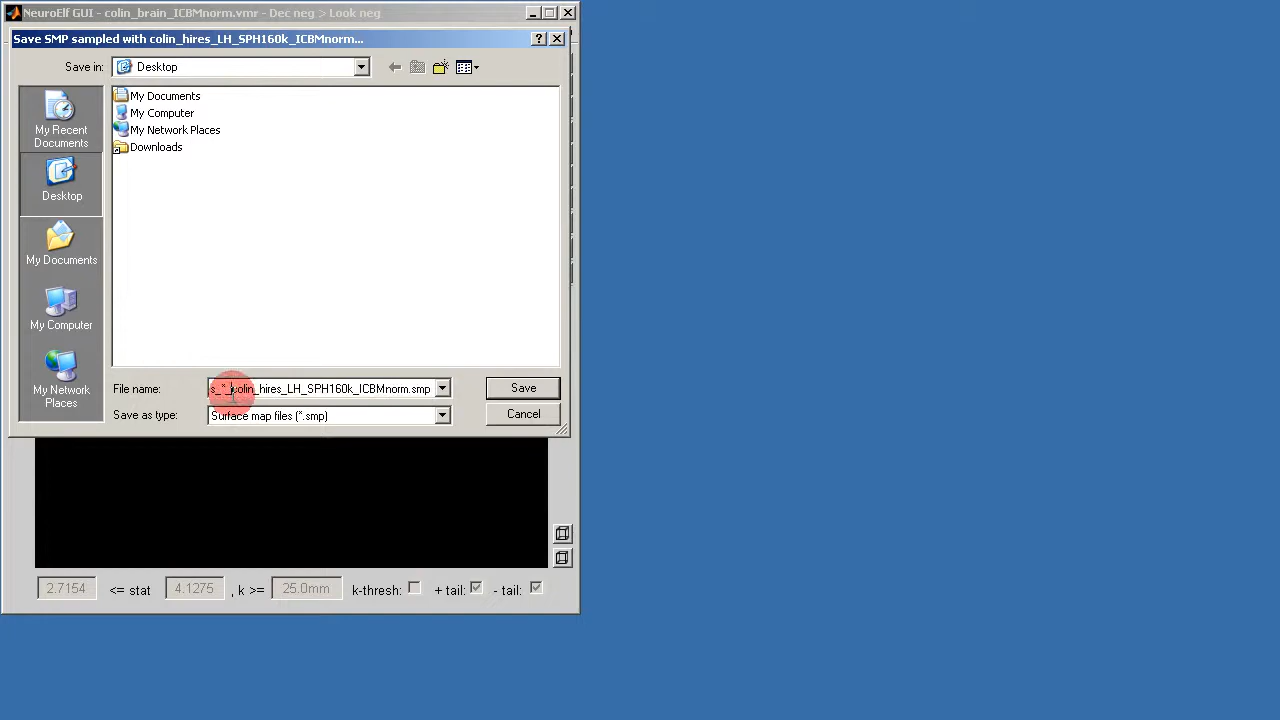 NeuroElf GUI - colin_brain_ICBMnorm.vmr - Dec neg > Look neg
Save SMP sampled with colin_hires_LH_SPH160k_ICBMnorm...
Save in: Desktop
My Documents
My Computer
My Network Places
Downloads
My Recent
Documents
Desktop
My Documents
My Computer
My Network
Places
File name: s_*_colin_hires_LH_SPH160k_ICBMnorm.smp Save
Save as type: Surface map files (*.smp) Cancel
2.7154 <= stat 4.1275 , k >= 25.0mm k-thresh: + tail: - tail: